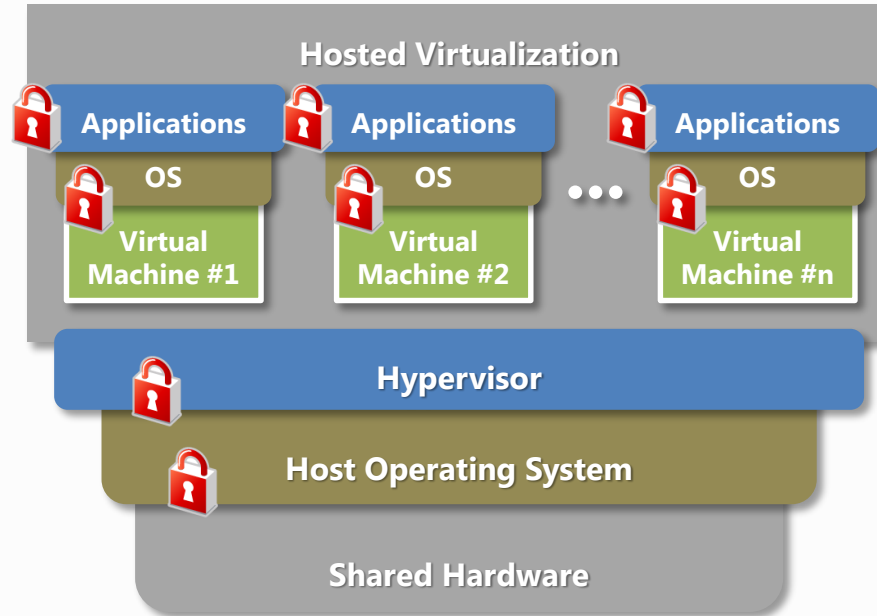 Hosted Virtualization
Applications
Applications
Applications
OS
OS
OS
Virtual
Machine #1
Virtual
Machine #2
Virtual
Machine #n
Hypervisor
Host Operating System
Shared Hardware